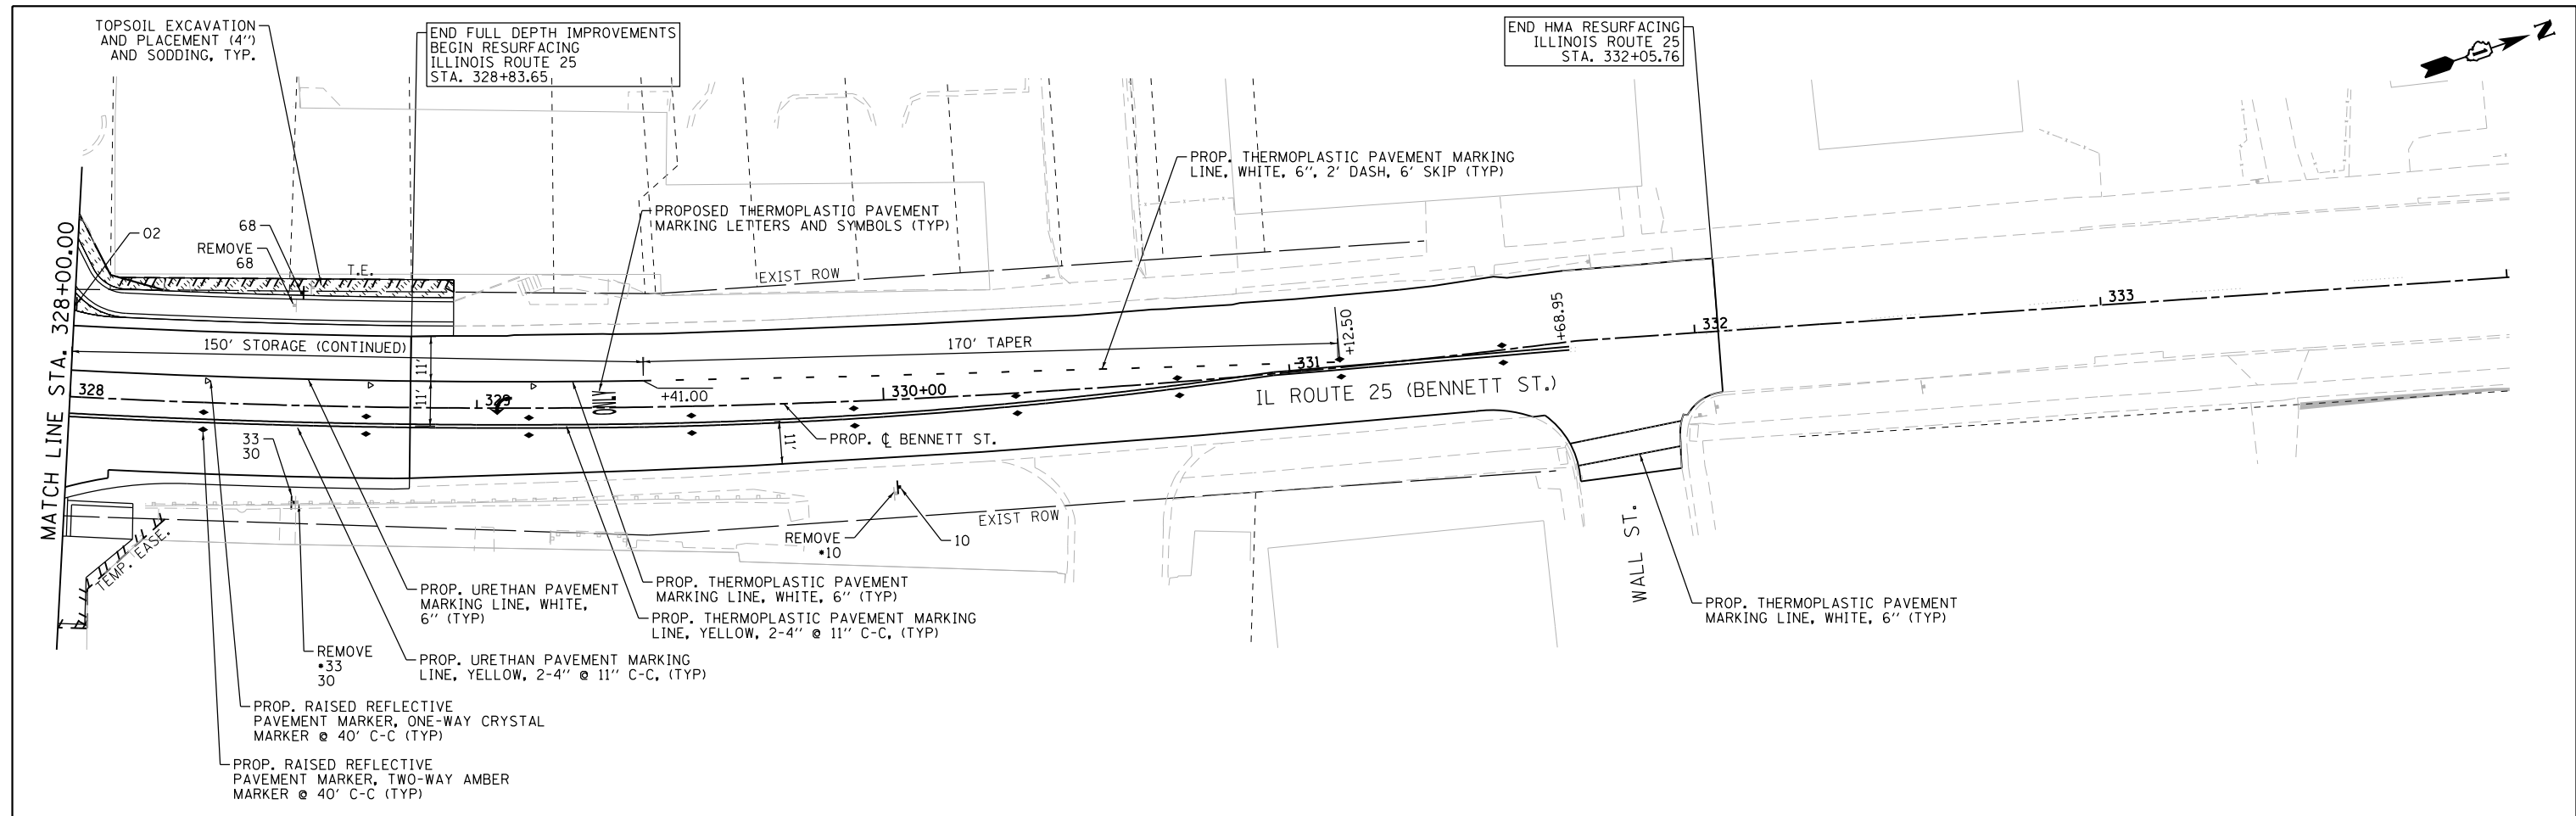 TOPSOIL EXCAVATION
AND PLACEMENT (4'')
AND SODDING, TYP.
END FULL DEPTH IMPROVEMENTS
BEGIN RESURFACING
ILLINOIS ROUTE 25
STA. 328+83.65
END HMA RESURFACING
ILLINOIS ROUTE 25
STA. 332+05.76
N
PROP. THERMOPLASTIC PAVEMENT MARKING
LINE, WHITE, 6'', 2' DASH, 6' SKIP (TYP)
PROPOSED THERMOPLASTIC PAVEMENT
MARKING LETTERS AND SYMBOLS (TYP)
02
68
REMOVE
68
T.E.
EXIST ROW
MATCH LINE STA. 328+00.00
150' STORAGE (CONTINUED)
170' TAPER
+12.50
+68.95
11'
11'
328
329
ONLY
+41.00
330+00
331
332
333
IL ROUTE 25 (BENNETT ST.)
PROP. ℄ BENNETT ST.
11'
33
30
EXIST ROW
REMOVE
*10
10
TEMP. EASE.
WALL ST.
PROP. URETHAN PAVEMENT
MARKING LINE, WHITE,
6'' (TYP)
PROP. THERMOPLASTIC PAVEMENT
MARKING LINE, WHITE, 6'' (TYP)
PROP. THERMOPLASTIC PAVEMENT MARKING
LINE, YELLOW, 2-4'' @ 11'' C-C, (TYP)
PROP. THERMOPLASTIC PAVEMENT
MARKING LINE, WHITE, 6'' (TYP)
REMOVE
*33
30
PROP. URETHAN PAVEMENT MARKING
LINE, YELLOW, 2-4'' @ 11'' C-C, (TYP)
PROP. RAISED REFLECTIVE
PAVEMENT MARKER, ONE-WAY CRYSTAL
MARKER @ 40' C-C (TYP)
PROP. RAISED REFLECTIVE
PAVEMENT MARKER, TWO-WAY AMBER
MARKER @ 40' C-C (TYP)